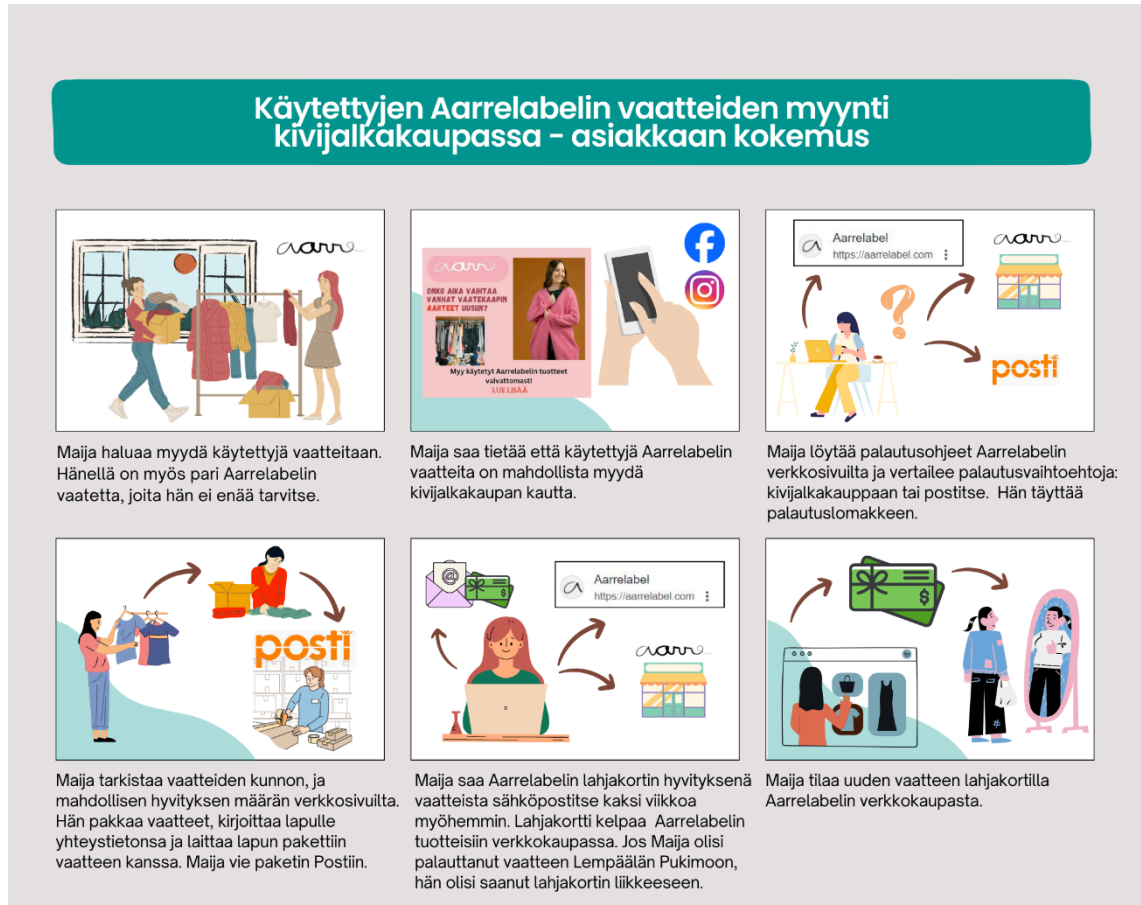 Käytettyjen Aarrelabelin vaatteiden myynti
kivijalkakaupassa - asiakkaan kokemus
aarre
aarre
ONKO AIKA VAIHTAA
VANHAT VAATEKAAPIN
AARTEET UUSIIN?
Myy käytetyt Aarrelabelin tuotteet
vaivattomasti
LUE LISÄÄ
Aarrelabel
https://aarrelabel.com
aarre
?
posti
Maija haluaa myydä käytettyjä vaatteitaan.
Hänellä on myös pari Aarrelabelin
vaatetta, joita hän ei enää tarvitse.
Maija saa tietää että käytettyjä Aarrelabelin
vaatteita on mahdollista myydä
kivijalkakaupan kautta.
Maija löytää palautusohjeet Aarrelabelin
verkkosivuilta ja vertailee palautusvaihtoehtoja:
kivijalkakauppaan tai postitse. Hän täyttää
palautuslomakkeen.
posti
@
$
Aarrelabel
https://aarrelabel.com
aarre
$
Maija tarkistaa vaatteiden kunnon, ja
mahdollisen hyvityksen määrän verkkosivuilta.
Hän pakkaa vaatteet, kirjoittaa lapulle
yhteystietonsa ja laittaa lapun pakettiin
vaatteen kanssa. Maija vie paketin Postiin.
Maija saa Aarrelabelin lahjakortin hyvityksenä
vaatteista sähköpostitse kaksi viikkoa
myöhemmin. Lahjakortti kelpaa Aarrelabelin
tuotteisiin verkkokaupassa. Jos Maija olisi
palauttanut vaatteen Lempäälän Pukimoon,
hän olisi saanut lahjakortin liikkeeseen.
Maija tilaa uuden vaatteen lahjakortilla
Aarrelabelin verkkokaupasta.